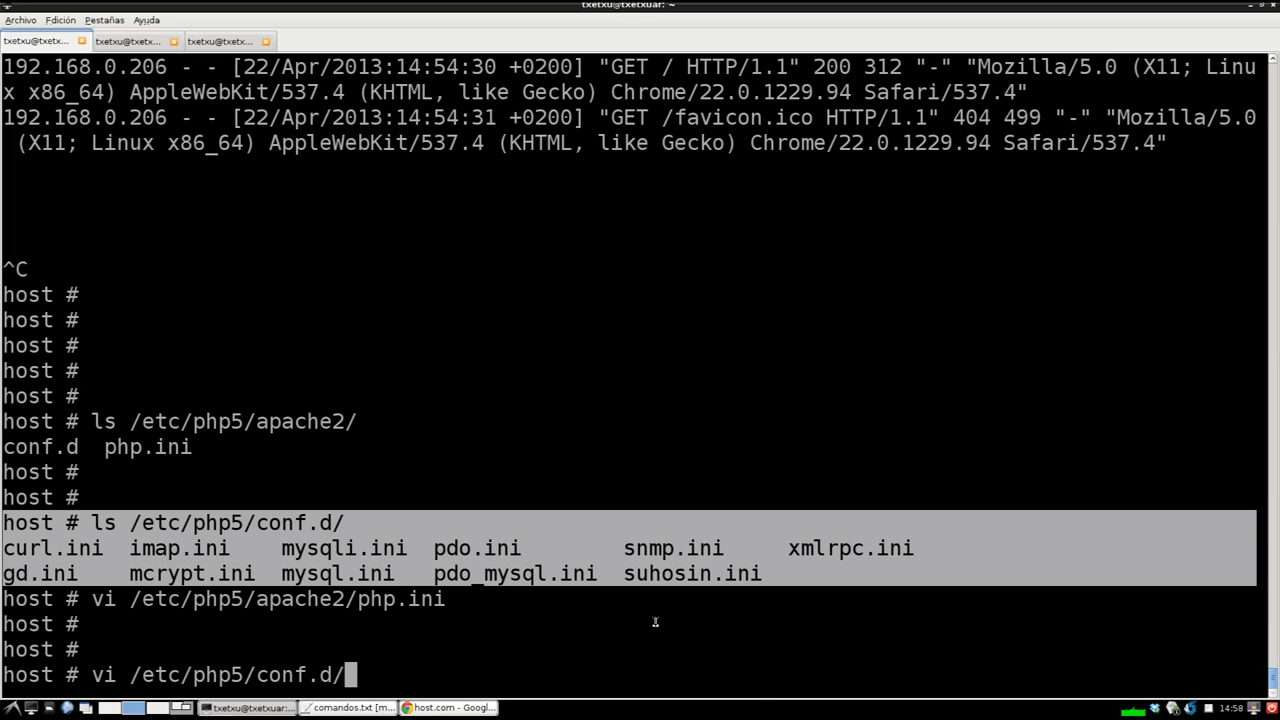 txetxu@txetxuar: ~
Archivo Edición Pestañas Ayuda
txetxu@txetx... txetxu@txetx... txetxu@txetx...
192.168.0.206 - - [22/Apr/2013:14:54:30 +0200] "GET / HTTP/1.1" 200 312 "-" "Mozilla/5.0 (X11; Linu
x x86_64) AppleWebKit/537.4 (KHTML, like Gecko) Chrome/22.0.1229.94 Safari/537.4"
192.168.0.206 - - [22/Apr/2013:14:54:31 +0200] "GET /favicon.ico HTTP/1.1" 404 499 "-" "Mozilla/5.0
(X11; Linux x86_64) AppleWebKit/537.4 (KHTML, like Gecko) Chrome/22.0.1229.94 Safari/537.4"
^C
host #
host #
host #
host #
host #
host # ls /etc/php5/apache2/
conf.d php.ini
host #
host #
host # ls /etc/php5/conf.d/
curl.ini imap.ini mysqli.ini pdo.ini snmp.ini xmlrpc.ini
gd.ini mcrypt.ini mysql.ini pdo_mysql.ini suhosin.ini
host # vi /etc/php5/apache2/php.ini
host #
host #
host # vi /etc/php5/conf.d/
txetxu@txetxuar:... comandos.txt [m... host.com - Googl... 14:58